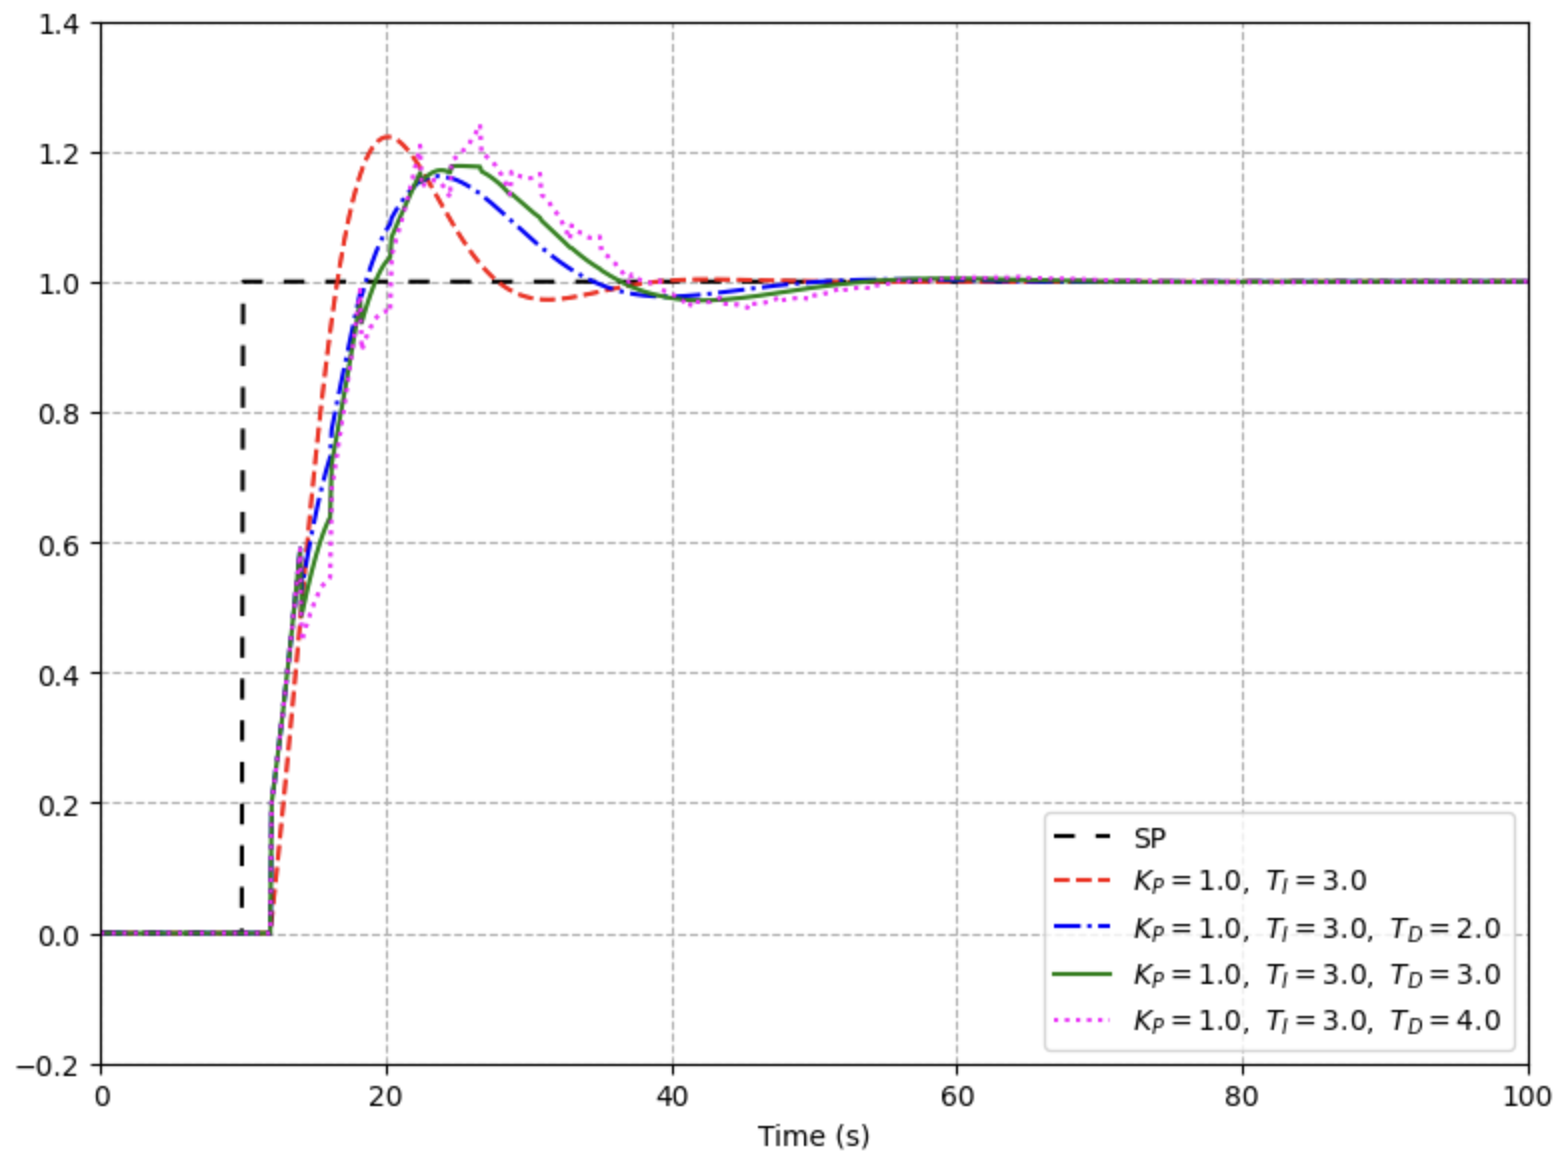 1.4
1.2
1.0
0.8
0.6
0.4
0.2
0.0
−0.2
0 20 40 60 80 100
Time (s)
SP
K_P = 1.0, T_I = 3.0
K_P = 1.0, T_I = 3.0, T_D = 2.0
K_P = 1.0, T_I = 3.0, T_D = 3.0
K_P = 1.0, T_I = 3.0, T_D = 4.0